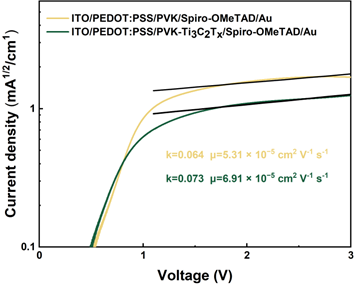 ITO/PEDOT:PSS/PVK/Spiro-OMeTAD/Au
ITO/PEDOT:PSS/PVK-Ti₃C₂Tₓ/Spiro-OMeTAD/Au
Current density (mA¹ᐟ²/cm¹)
1
0.1
k=0.064 μ=5.31 × 10⁻⁵ cm² V⁻¹ s⁻¹
k=0.073 μ=6.91 × 10⁻⁵ cm² V⁻¹ s⁻¹
0 1 2 3
Voltage (V)